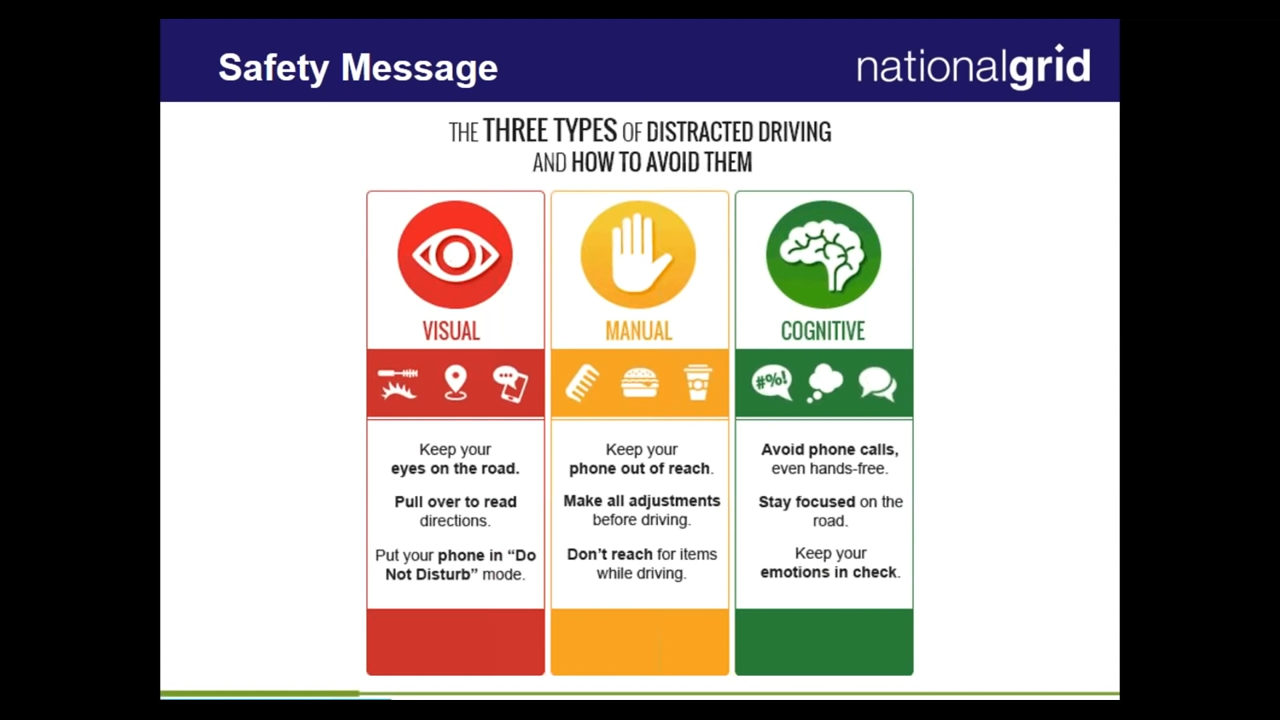 Safety Message
nationalgrid
THE THREE TYPES OF DISTRACTED DRIVING
AND HOW TO AVOID THEM
VISUAL
Keep your
eyes on the road.
Pull over to read
directions.
Put your phone in “Do
Not Disturb” mode.
MANUAL
Keep your
phone out of reach.
Make all adjustments
before driving.
Don’t reach for items
while driving.
COGNITIVE
#%!
Avoid phone calls,
even hands-free.
Stay focused on the
road.
Keep your
emotions in check.